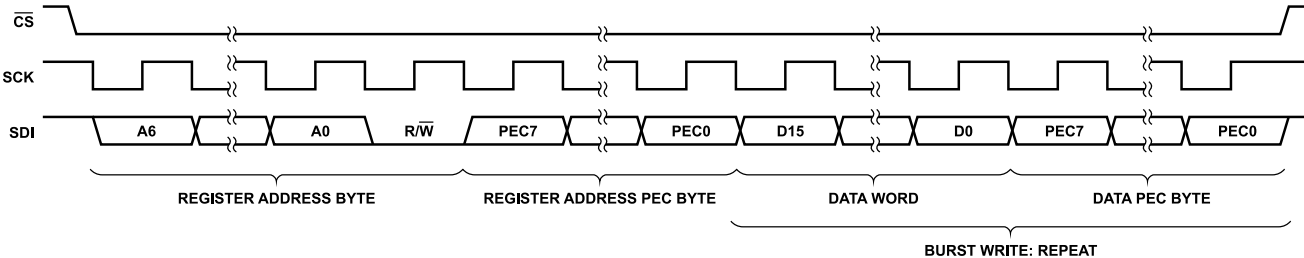 CS
SCK
SDI A6 A0 R/W PEC7 PEC0 D15 D0 PEC7 PEC0
REGISTER ADDRESS BYTE REGISTER ADDRESS PEC BYTE DATA WORD DATA PEC BYTE
BURST WRITE: REPEAT